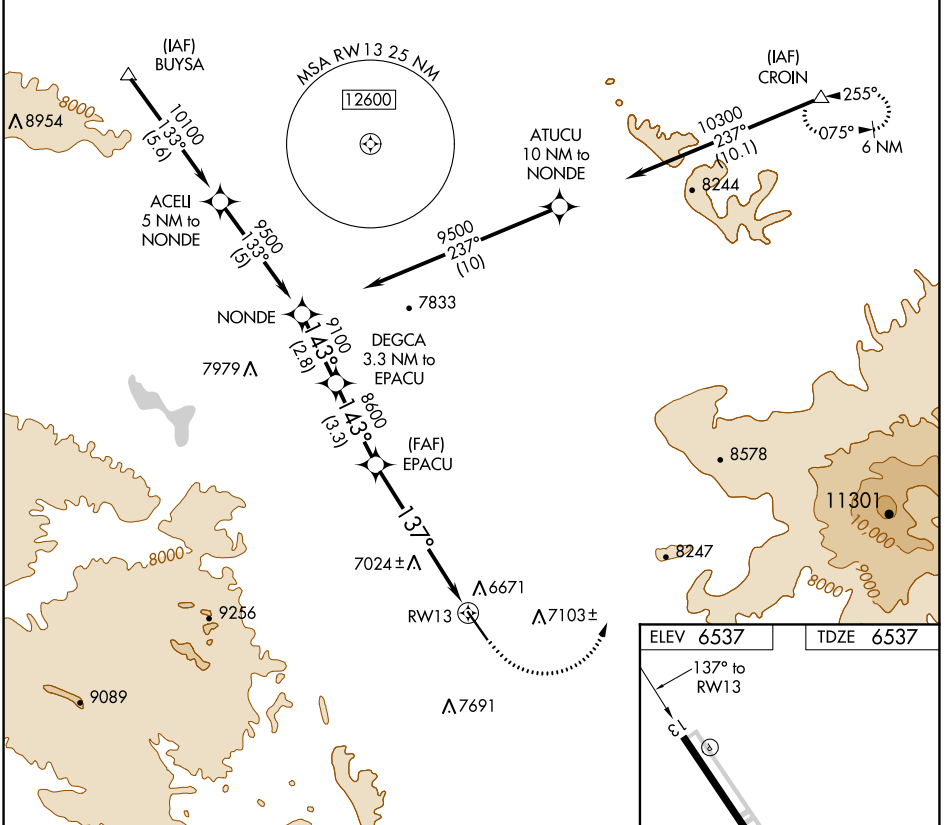 (IAF)
BUYSA
MSA RW13 25 NM
12600
(IAF)
CROIN
8000
8954
10100
133°
(5.6)
10300
237°
(10.1)
255°
075°
6 NM
ATUCU
10 NM to
NONDE
8244
ACELI
5 NM to
NONDE
9500
133°
(5)
9500
237°
(10)
7833
NONDE
9100
143°
(2.8)
DEGCA
3.3 NM to
EPACU
7979
8600
143°
(3.3)
(FAF)
EPACU
8578
11301
10,000
9000
8000
8247
8000
137°
7024±
6671
RW13
7103±
9256
9089
7691
ELEV 6537
TDZE 6537
137° to
RW13
13
P